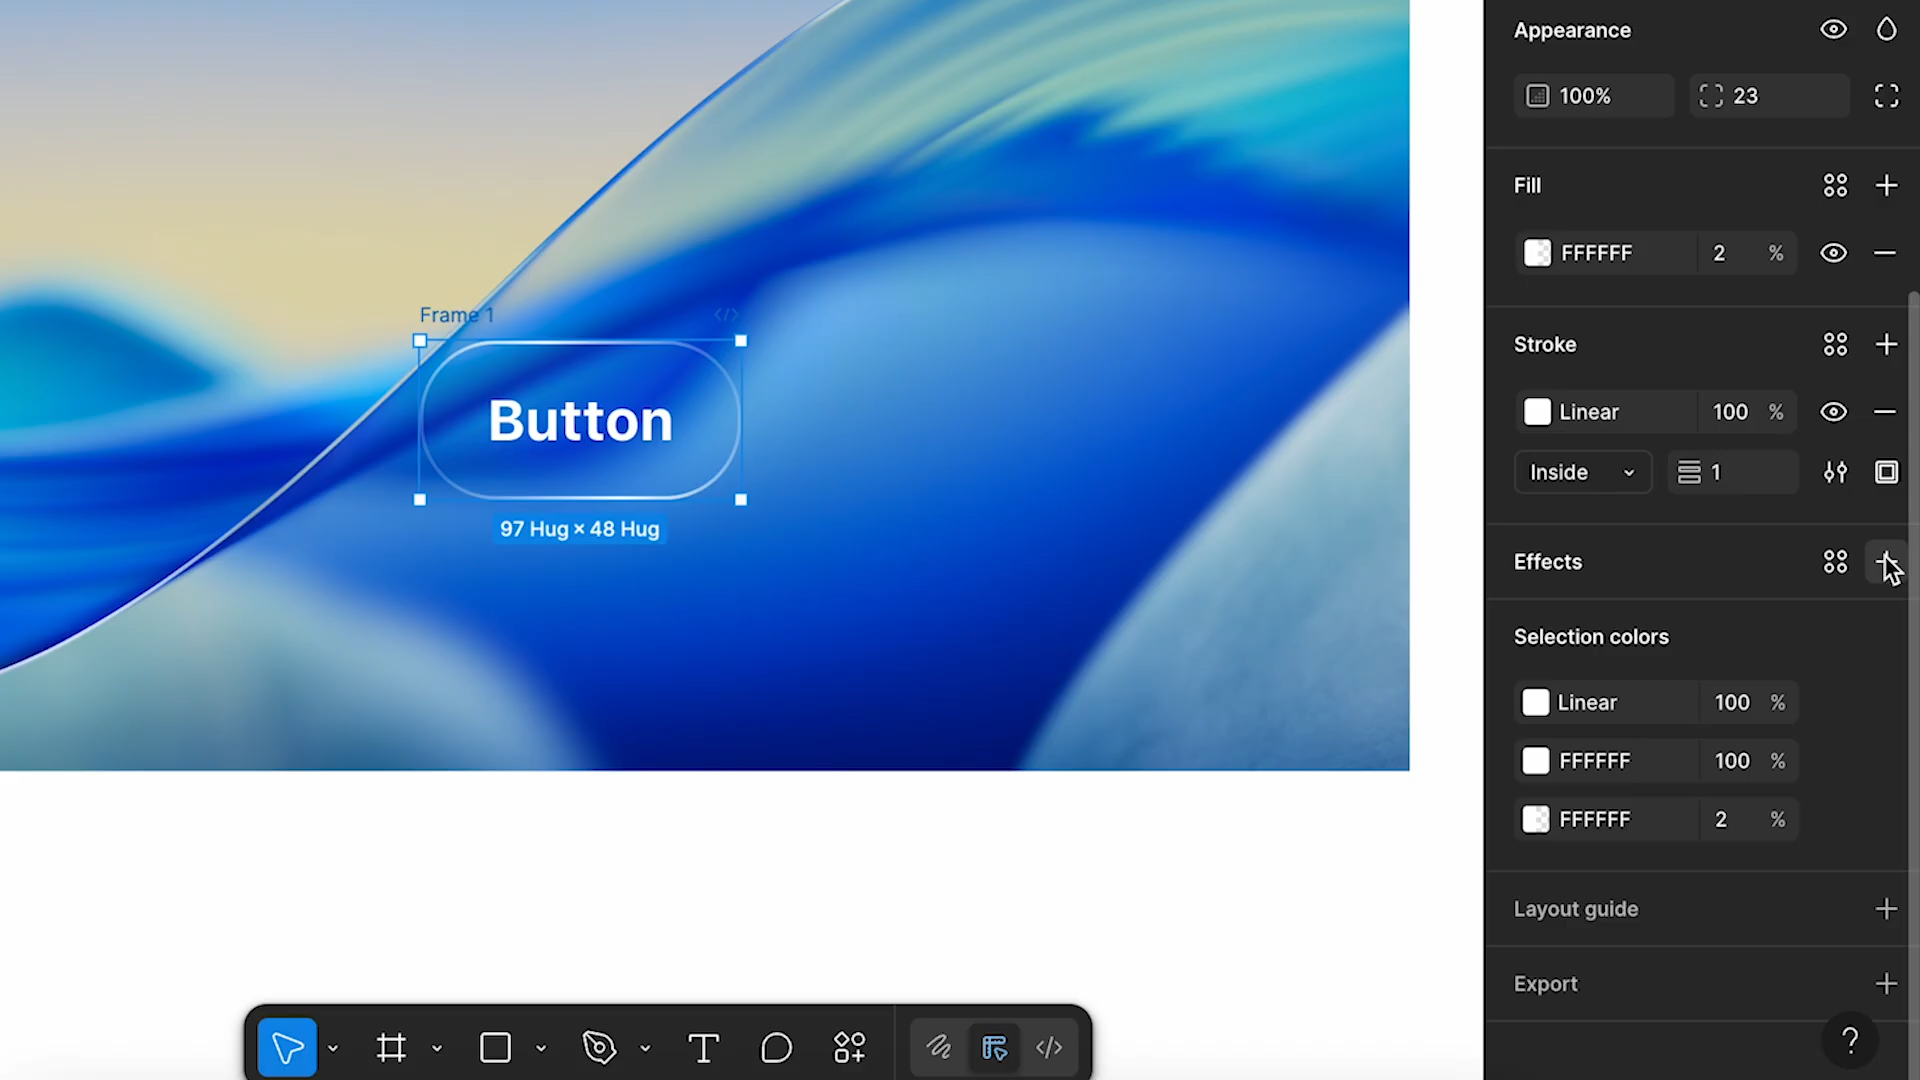 Appearance
100%
23
Fill
FFFFFF 2 %
Stroke
Linear 100 %
Inside
1
Effects
Selection colors
Linear 100 %
FFFFFF 100 %
FFFFFF 2 %
Layout guide
Export
?
Frame 1
</>
Button
97 Hug × 48 Hug
T
</>